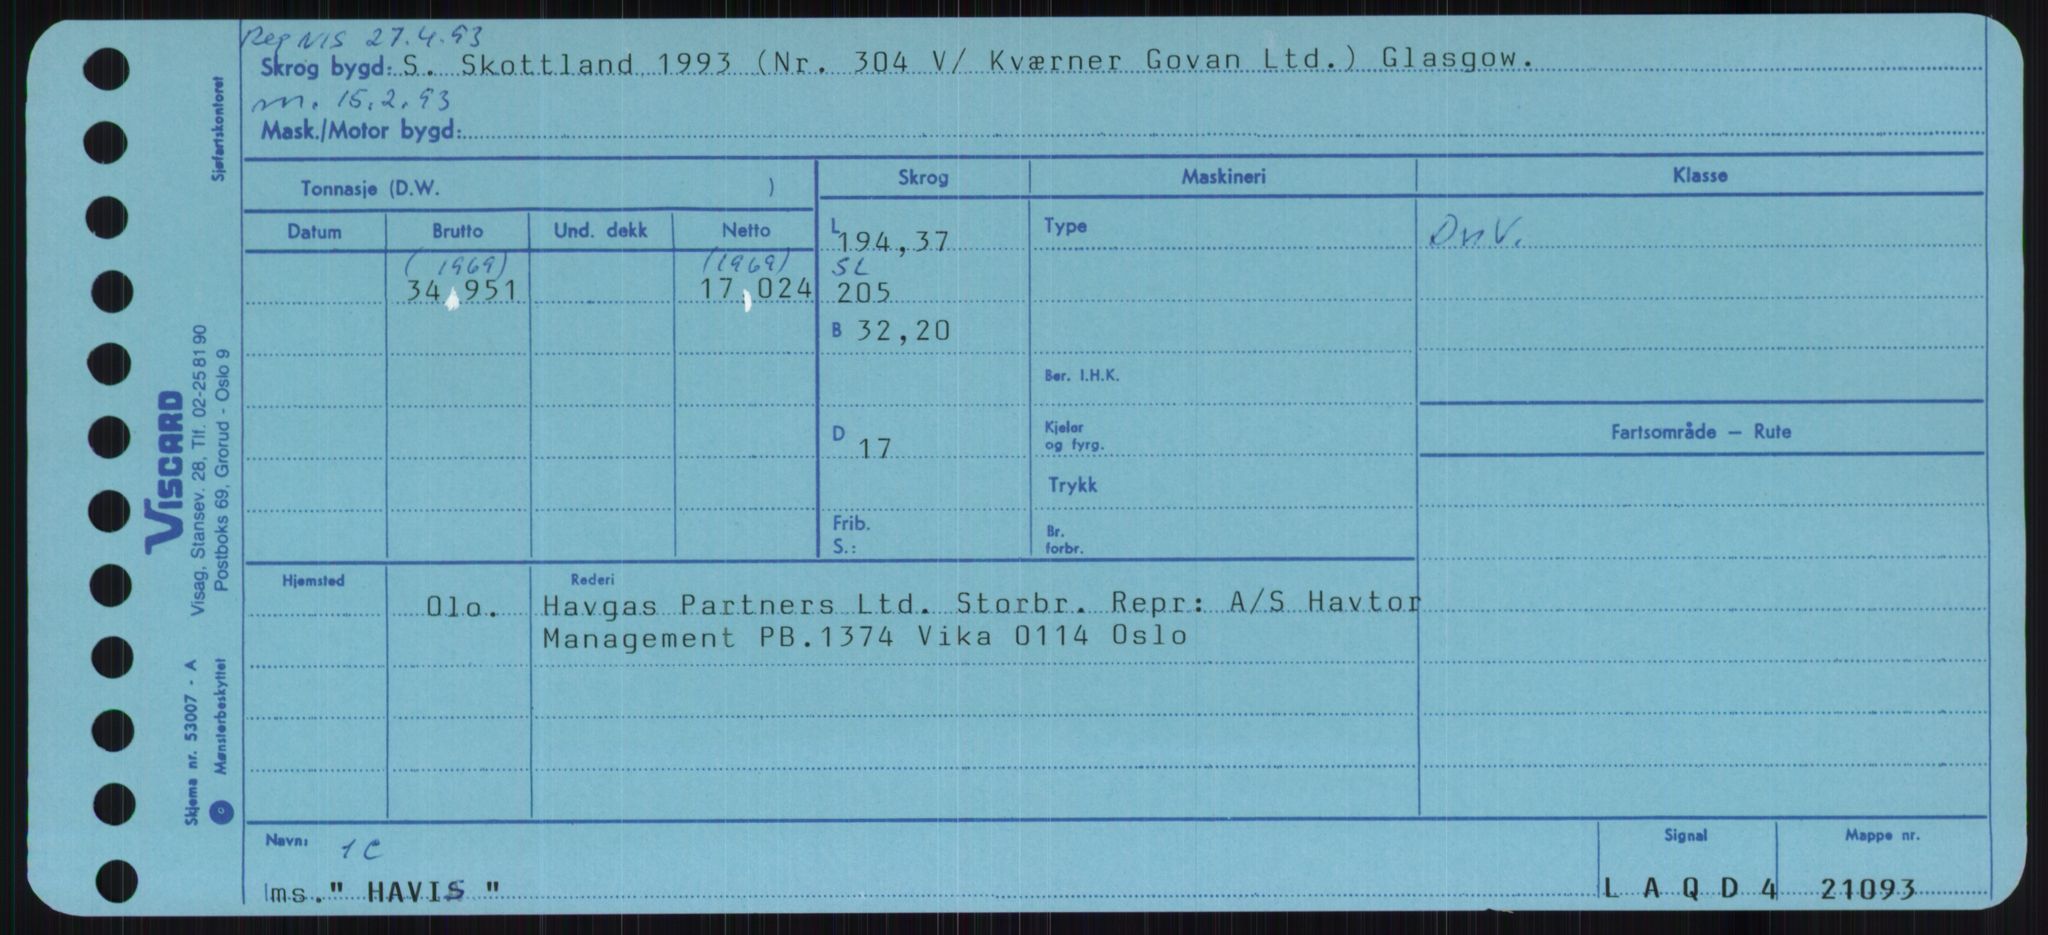 Reg NIS 27.4.93
Skrog bygd: S. Skottland 1993 (Nr. 304 V/ Kværner Govan Ltd.) Glasgow.
m. 15.2.93
Mask./Motor bygd:
Sjøfartskontoret
Tonnasje (D.W. )
Skrog Maskineri Klasse
Datum Brutto Und. dekk Netto
L 194,37 Type DnV.
(1969) (1969) SL
34,951 17,024 205
B 32,20
Ber. I.H.K.
D 17
Kjeler
og fyrg.
Fartsområde — Rute
Trykk
Frib.
S.:
Br.
forbr.
VISCARD
Visag, Stansev. 28, Tlf. 02-25 81 90
Postboks 69, Grorud - Oslo 9
Skjema nr. 53007 - A
Mønsterbeskyttet
Hjemsted Rederi
Olo. Havgas Partners Ltd. Storbr. Repr: A/S Havtor
Management PB.1374 Vika 0114 Oslo
Navn: 1C Signal Mappe nr.
ms. " HAVIS " L A Q D 4 21093